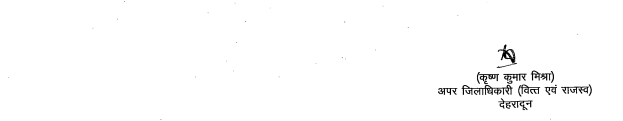 (कृष्ण कुमार मिश्रा)
अपर जिलाधिकारी (वित्त एवं राजस्व)
देहरादून